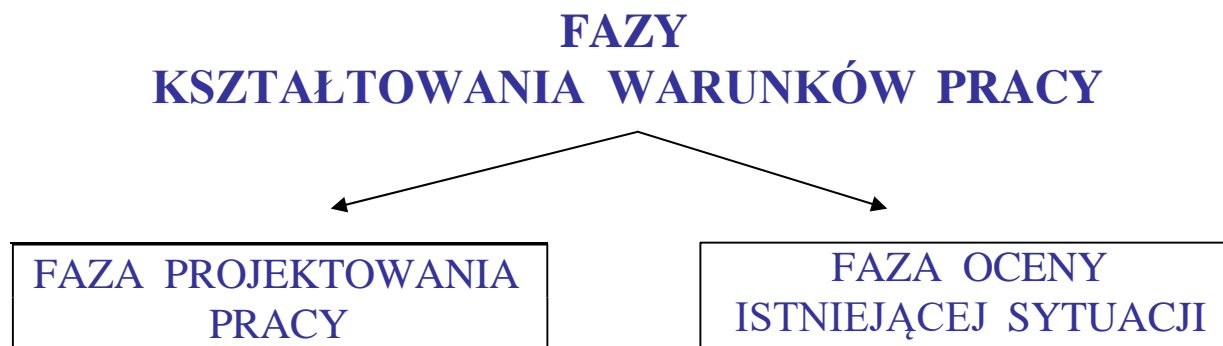 FAZY
KSZTAŁTOWANIA WARUNKÓW PRACY
FAZA PROJEKTOWANIA
PRACY
FAZA OCENY
ISTNIEJĄCEJ SYTUACJI